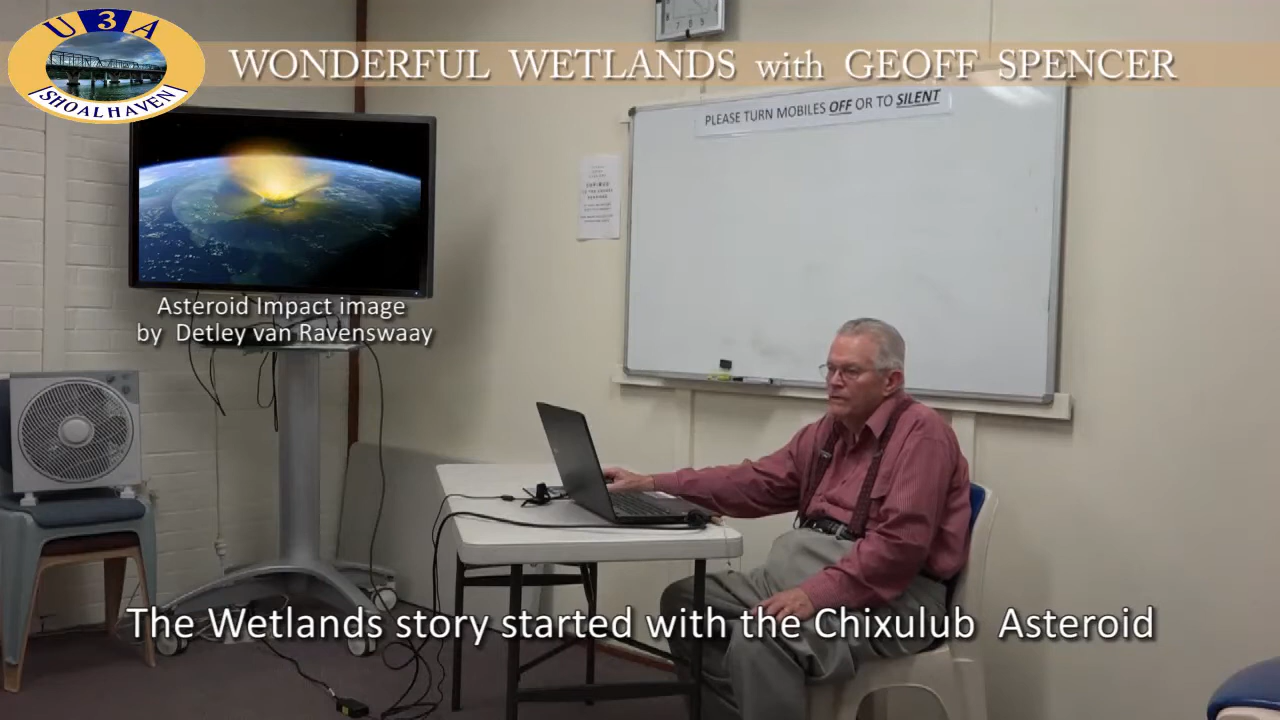 U3A
SHOALHAVEN
WONDERFUL WETLANDS with GEOFF SPENCER
PLEASE TURN MOBILES OFF OR TO SILENT
Asteroid Impact image
by Detley van Ravenswaay
The Wetlands story started with the Chixulub Asteroid